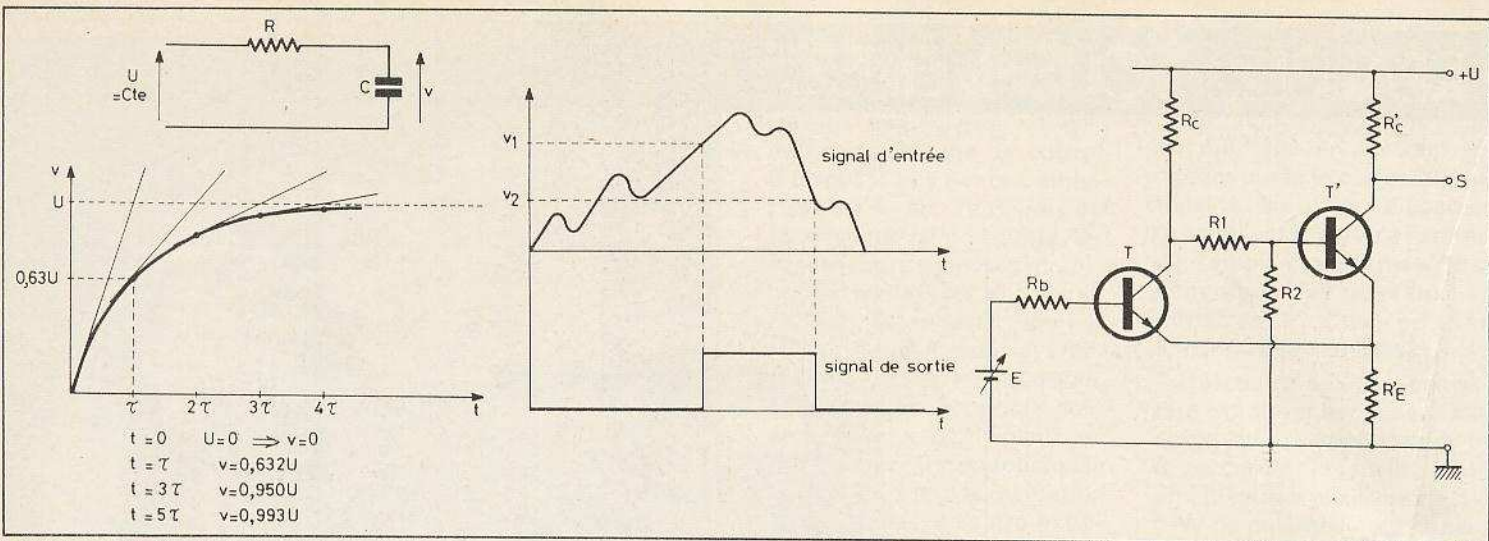 R
U
=Cte
C
v
v
U
0,63U
τ
2τ
3τ
4τ
t
t = 0 U=0 ⇒ v=0
t = τ v=0,632U
t = 3τ v=0,950U
t = 5τ v=0,993U
v1
v2
signal d'entrée
t
signal de sortie
t
+U
Rc
R'c
S
T'
R1
T
R2
Rb
E
R'E